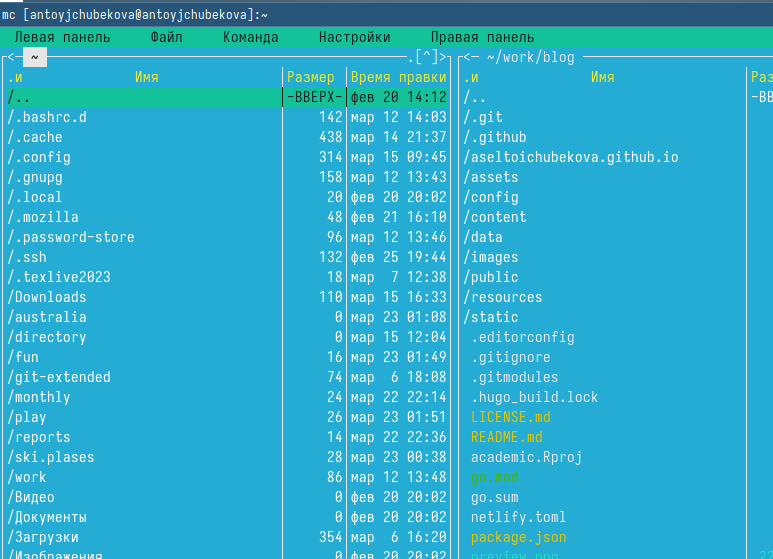 mc [antoyjchubekova@antoyjchubekova]:~
Левая панель Файл Команда Настройки Правая панель
<─ ~ .[^]> <─ ~/work/blog
.и Имя Размер Время правки .и Имя Раз
/.. -ВВЕРХ- фев 20 14:12 /.. -ВВ
/.bashrc.d 142 мар 12 14:03 /.git
/.cache 438 мар 14 21:37 /.github
/.config 314 мар 15 09:45 /aseltoichubekova.github.io
/.gnupg 158 мар 12 13:43 /assets
/.local 20 фев 20 20:02 /config
/.mozilla 48 фев 21 16:10 /content
/.password-store 96 мар 12 13:46 /data
/.ssh 132 фев 25 19:44 /images
/.texlive2023 18 мар 7 12:38 /public
/Downloads 110 мар 15 16:33 /resources
/australia 0 мар 23 01:08 /static
/directory 0 мар 15 12:04 .editorconfig
/fun 16 мар 23 01:49 .gitignore
/git-extended 74 мар 6 18:08 .gitmodules
/monthly 24 мар 22 22:14 .hugo_build.lock
/play 26 мар 23 01:51 LICENSE.md
/reports 14 мар 22 22:36 README.md
/ski.plases 28 мар 23 00:38 academic.Rproj
/work 86 мар 12 13:48 go.mod
/Видео 0 фев 20 20:02 go.sum
/Документы 0 фев 20 20:02 netlify.toml
/Загрузки 354 мар 6 16:20 package.json
/Изображения 0 фев 20 20:02 preview.png 22